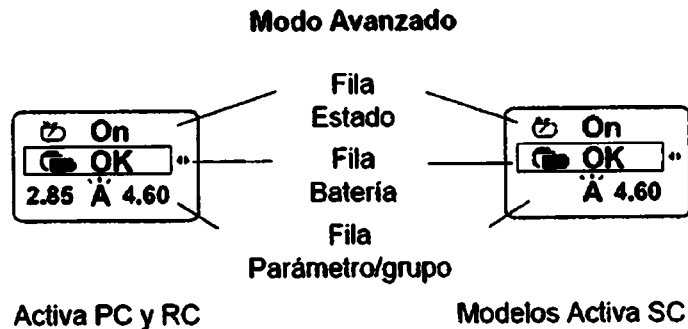 Modo Avanzado
Fila
Estado
On
On
OK
Fila
OK
Batería
2.85 A 4.60
A 4.60
Fila
Parámetro/grupo
Activa PC y RC
Modelos Activa SC